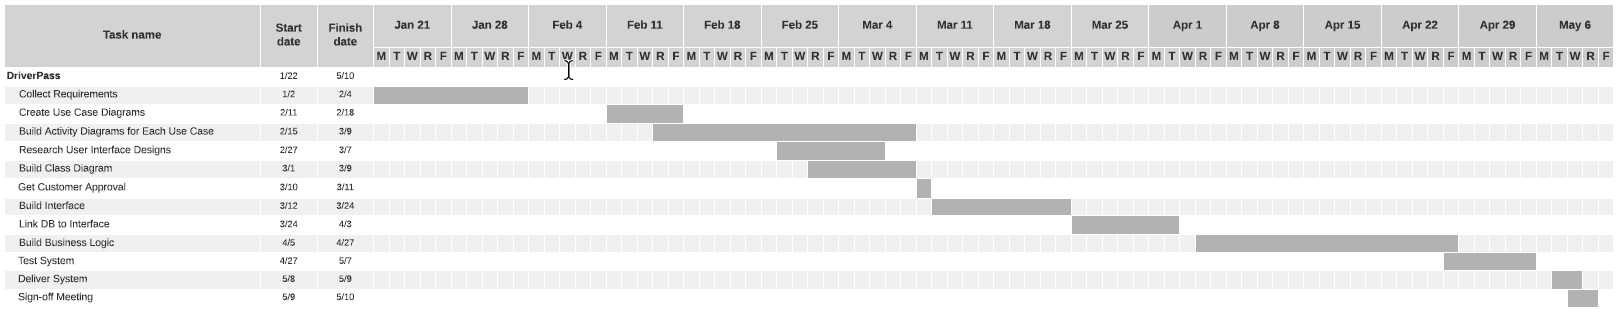 Task name Start date Finish date Jan 21 Jan 28 Feb 4 Feb 11 Feb 18 Feb 25 Mar 4 Mar 11 Mar 18 Mar 25 Apr 1 Apr 8 Apr 15 Apr 22 Apr 29 May 6
M T W R F M T W R F M T W R F M T W R F M T W R F M T W R F M T W R F M T W R F M T W R F M T W R F M T W R F M T W R F M T W R F M T W R F M T W R F M T W R F
DriverPass 1/22 5/10
Collect Requirements 1/2 2/4
Create Use Case Diagrams 2/11 2/18
Build Activity Diagrams for Each Use Case 2/15 3/9
Research User Interface Designs 2/27 3/7
Build Class Diagram 3/1 3/9
Get Customer Approval 3/10 3/11
Build Interface 3/12 3/24
Link DB to Interface 3/24 4/3
Build Business Logic 4/5 4/27
Test System 4/27 5/7
Deliver System 5/8 5/9
Sign-off Meeting 5/9 5/10